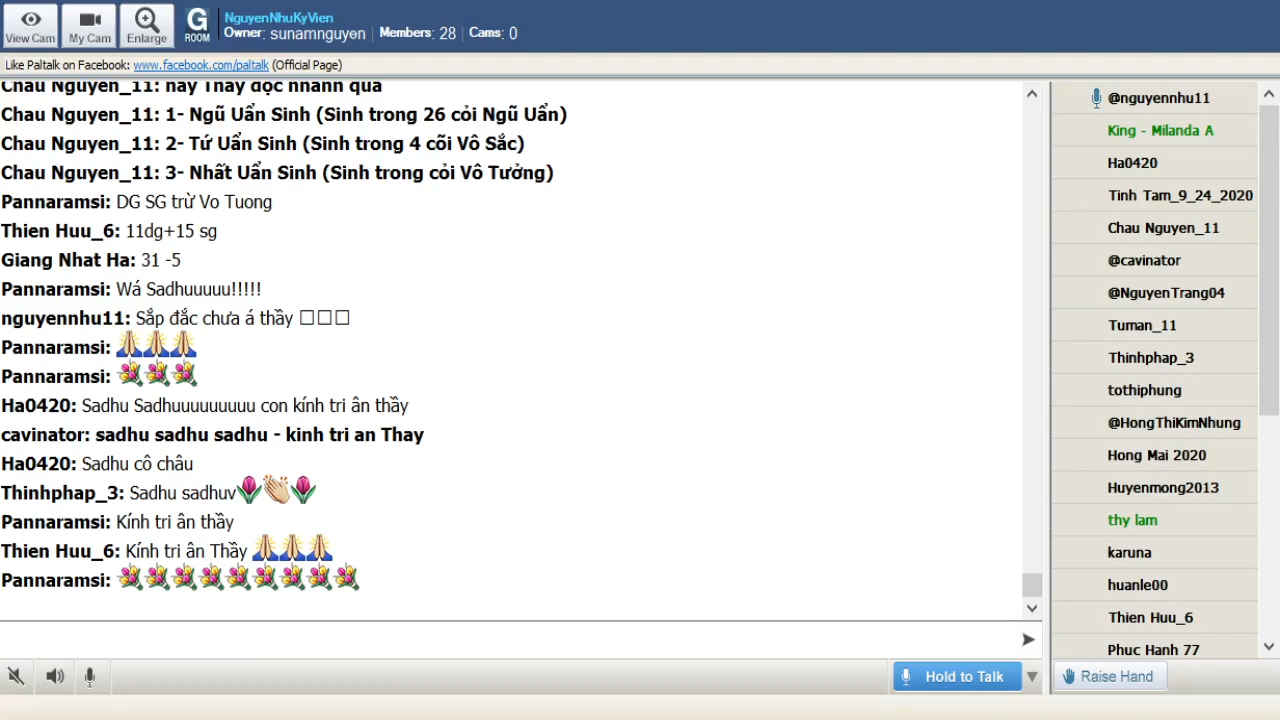 View Cam
My Cam
Enlarge
G
ROOM
NguyenNhuKyVien
Owner: sunamnguyen Members: 28 Cams: 0
Like Paltalk on Facebook: www.facebook.com/paltalk (Official Page)
Chau Nguyen_11: hay Thầy đọc nhanh quá
Chau Nguyen_11: 1- Ngũ Uẩn Sinh (Sinh trong 26 cỏi Ngũ Uẩn)
Chau Nguyen_11: 2- Tứ Uẩn Sinh (Sinh trong 4 cõi Vô Sắc)
Chau Nguyen_11: 3- Nhất Uẩn Sinh (Sinh trong cỏi Vô Tưởng)
Pannaramsi: DG SG trừ Vo Tuong
Thien Huu_6: 11dg+15 sg
Giang Nhat Ha: 31 -5
Pannaramsi: Wá Sadhuuuuu!!!!!
nguyennhu11: Sắp đắc chưa á thầy □□□
Pannaramsi: 🙏🙏🙏
Pannaramsi: 💐💐💐
Ha0420: Sadhu Sadhuuuuuuuuu con kính tri ân thầy
cavinator: sadhu sadhu sadhu - kinh tri an Thay
Ha0420: Sadhu cô châu
Thinhphap_3: Sadhu sadhuv🌷👏🌷
Pannaramsi: Kính tri ân thầy
Thien Huu_6: Kính tri ân Thầy 🙏🙏🙏
Pannaramsi: 💐💐💐💐💐💐💐💐💐
@nguyennhu11
King - Milanda A
Ha0420
Tinh Tam_9_24_2020
Chau Nguyen_11
@cavinator
@NguyenTrang04
Tuman_11
Thinhphap_3
tothiphung
@HongThiKimNhung
Hong Mai 2020
Huyenmong2013
thy lam
karuna
huanle00
Thien Huu_6
Phuc Hanh 77
Hold to Talk
Raise Hand